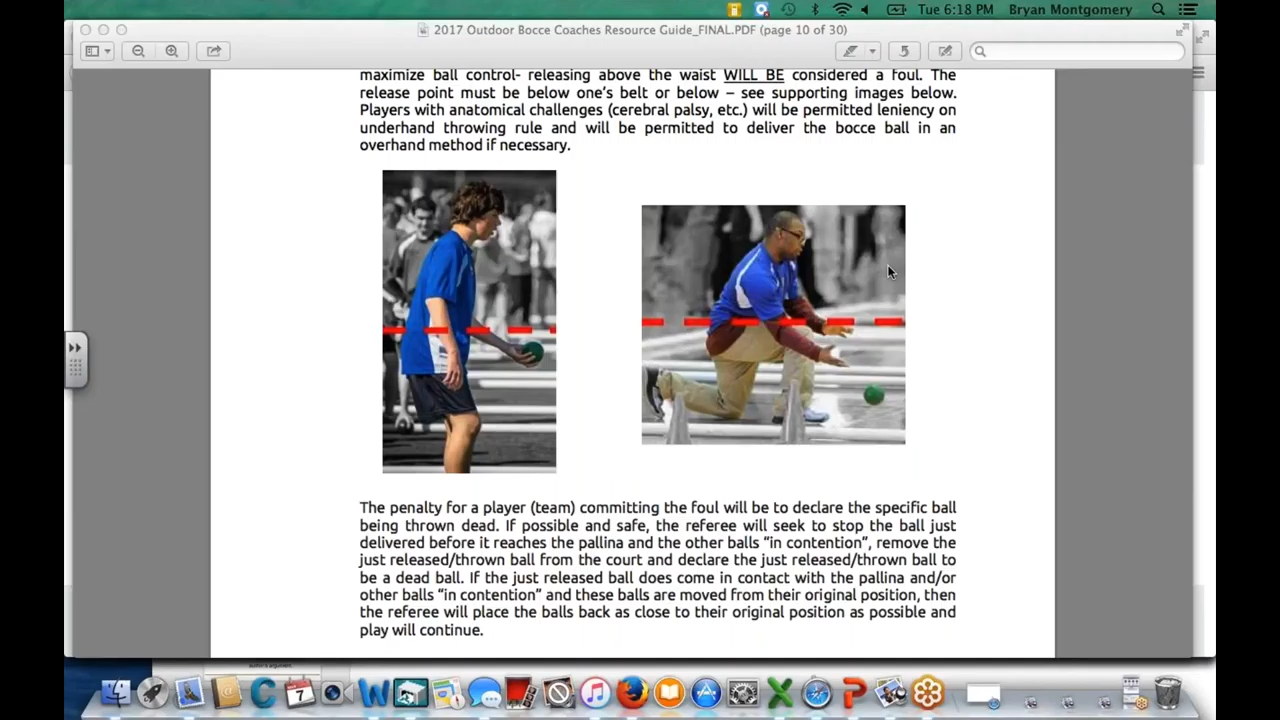 Tue 6:18 PM Bryan Montgomery
2017 Outdoor Bocce Coaches Resource Guide_FINAL.PDF (page 10 of 30)
maximize ball control- releasing above the waist WILL BE considered a foul. The
release point must be below one's belt or below – see supporting images below.
Players with anatomical challenges (cerebral palsy, etc.) will be permitted leniency on
underhand throwing rule and will be permitted to deliver the bocce ball in an
overhand method if necessary.
The penalty for a player (team) committing the foul will be to declare the specific ball
being thrown dead. If possible and safe, the referee will seek to stop the ball just
delivered before it reaches the pallina and the other balls “in contention”, remove the
just released/thrown ball from the court and declare the just released/thrown ball to
be a dead ball. If the just released ball does come in contact with the pallina and/or
other balls “in contention” and these balls are moved from their original position, then
the referee will place the balls back as close to their original position as possible and
play will continue.
author's argument.
7